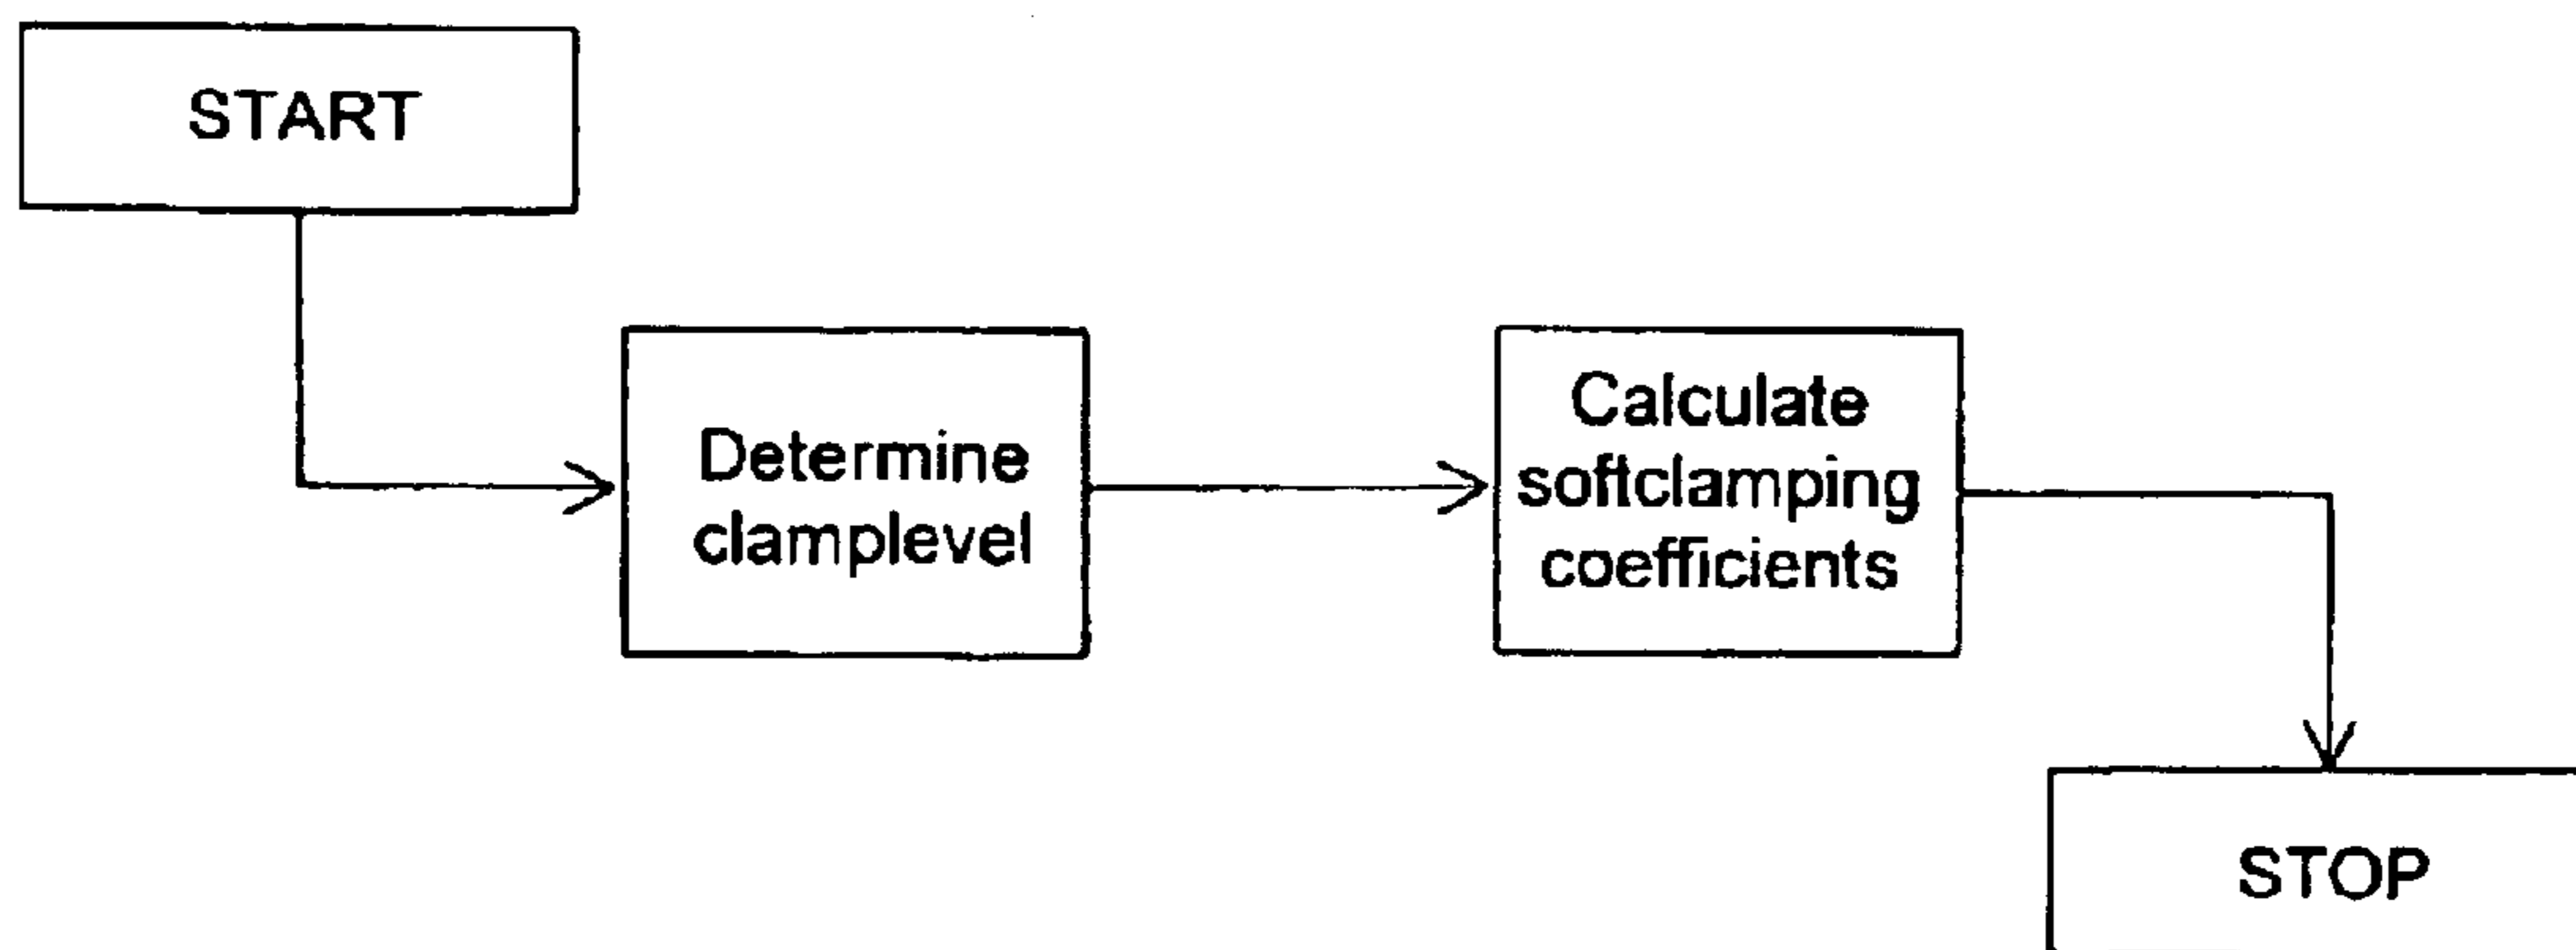 START
Determine
clamplevel
Calculate
softclamping
coefficients
STOP